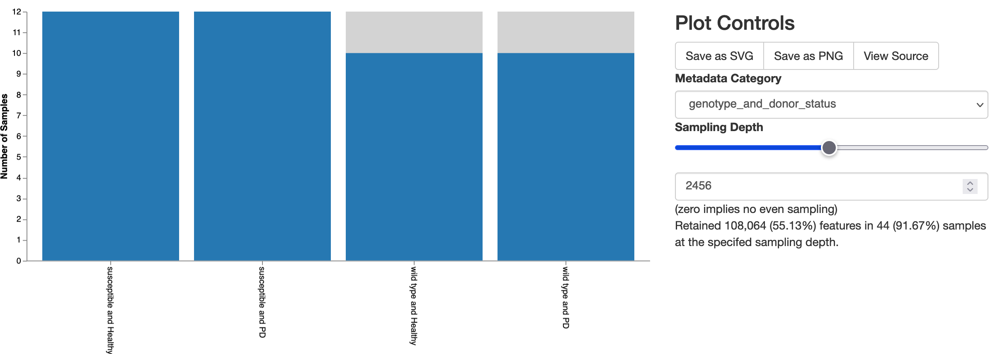 12
11
10
9
8
7
6
5
4
3
2
1
0
Number of Samples
susceptible and Healthy
susceptible and PD
wild type and Healthy
wild type and PD
Plot Controls
Save as SVG
Save as PNG
View Source
Metadata Category
genotype_and_donor_status
Sampling Depth
2456
(zero implies no even sampling)
Retained 108,064 (55.13%) features in 44 (91.67%) samples
at the specifed sampling depth.